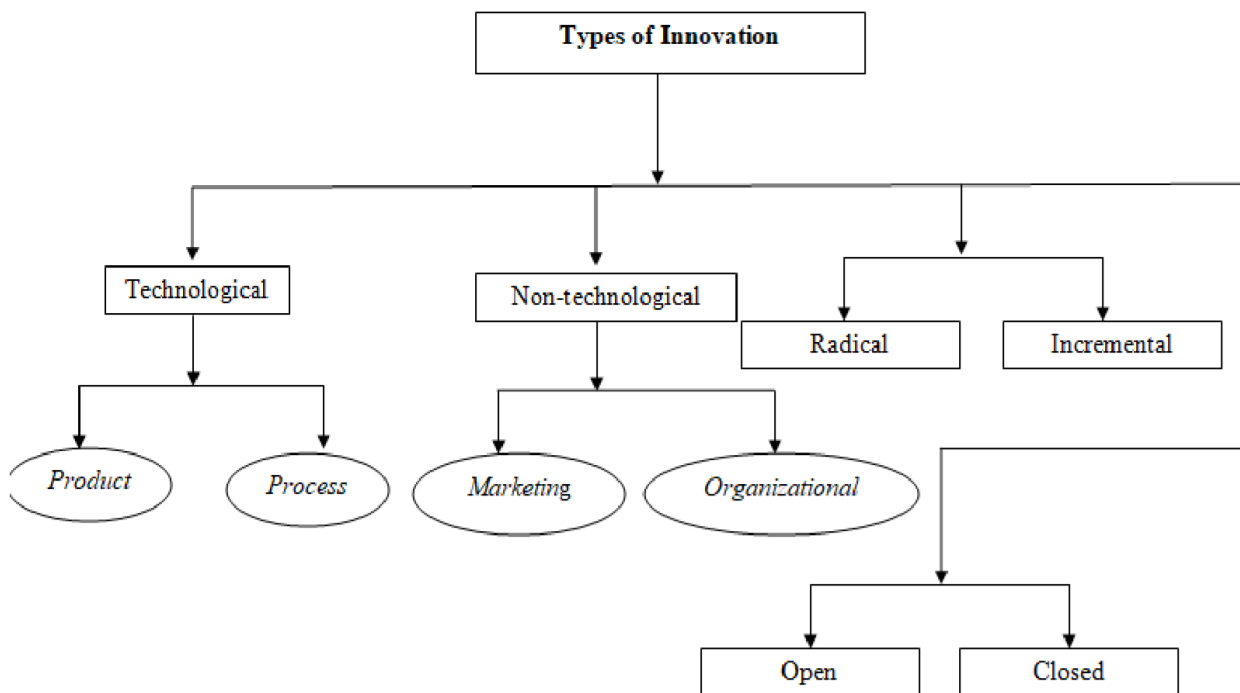 Types of Innovation
Technological
Non-technological
Radical
Incremental
Product
Process
Marketing
Organizational
Open
Closed